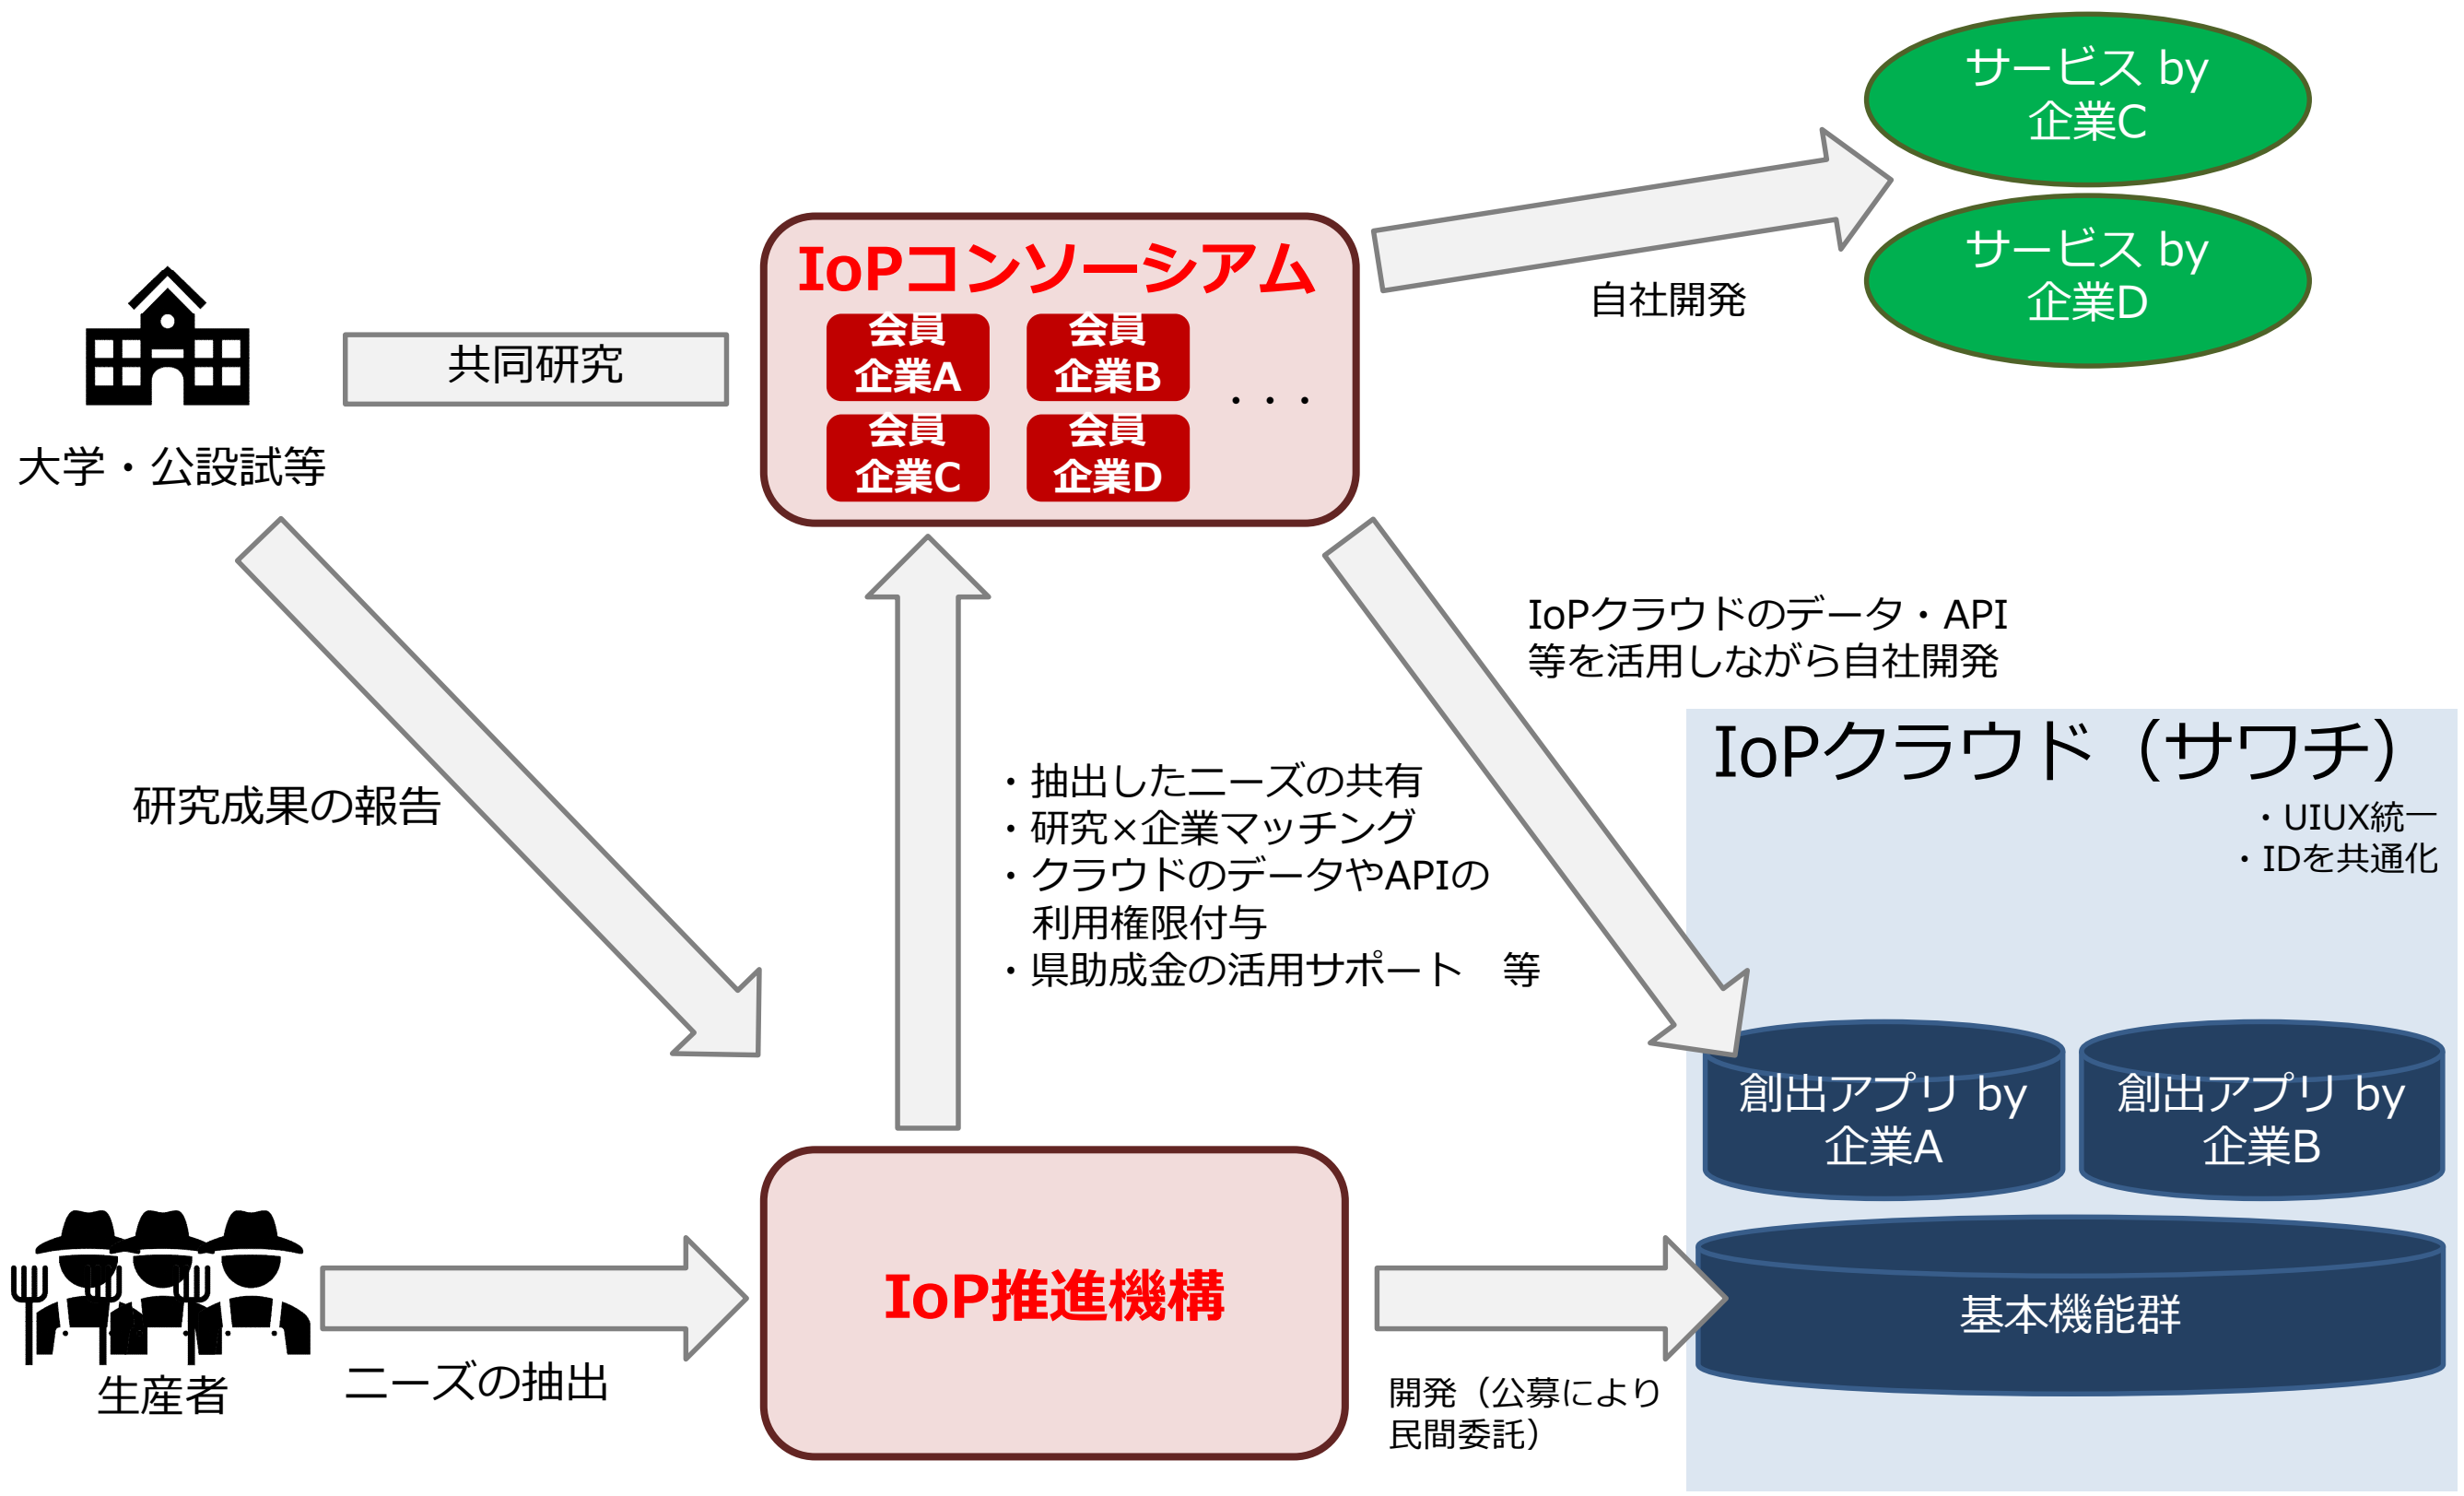 サービス by
企業C
サービス by
企業D
自社開発
IoPコンソーシアム
会員
企業A
会員
企業B
会員
企業C
会員
企業D
・・・
共同研究
大学・公設試等
IoPクラウドのデータ・API
等を活用しながら自社開発
研究成果の報告
・抽出したニーズの共有
・研究×企業マッチング
・クラウドのデータやAPIの
利用権限付与
・県助成金の活用サポート　等
IoPクラウド（サワチ）
・UIUX統一
・IDを共通化
創出アプリ by
企業A
創出アプリ by
企業B
基本機能群
IoP推進機構
生産者
ニーズの抽出
開発（公募により
民間委託）